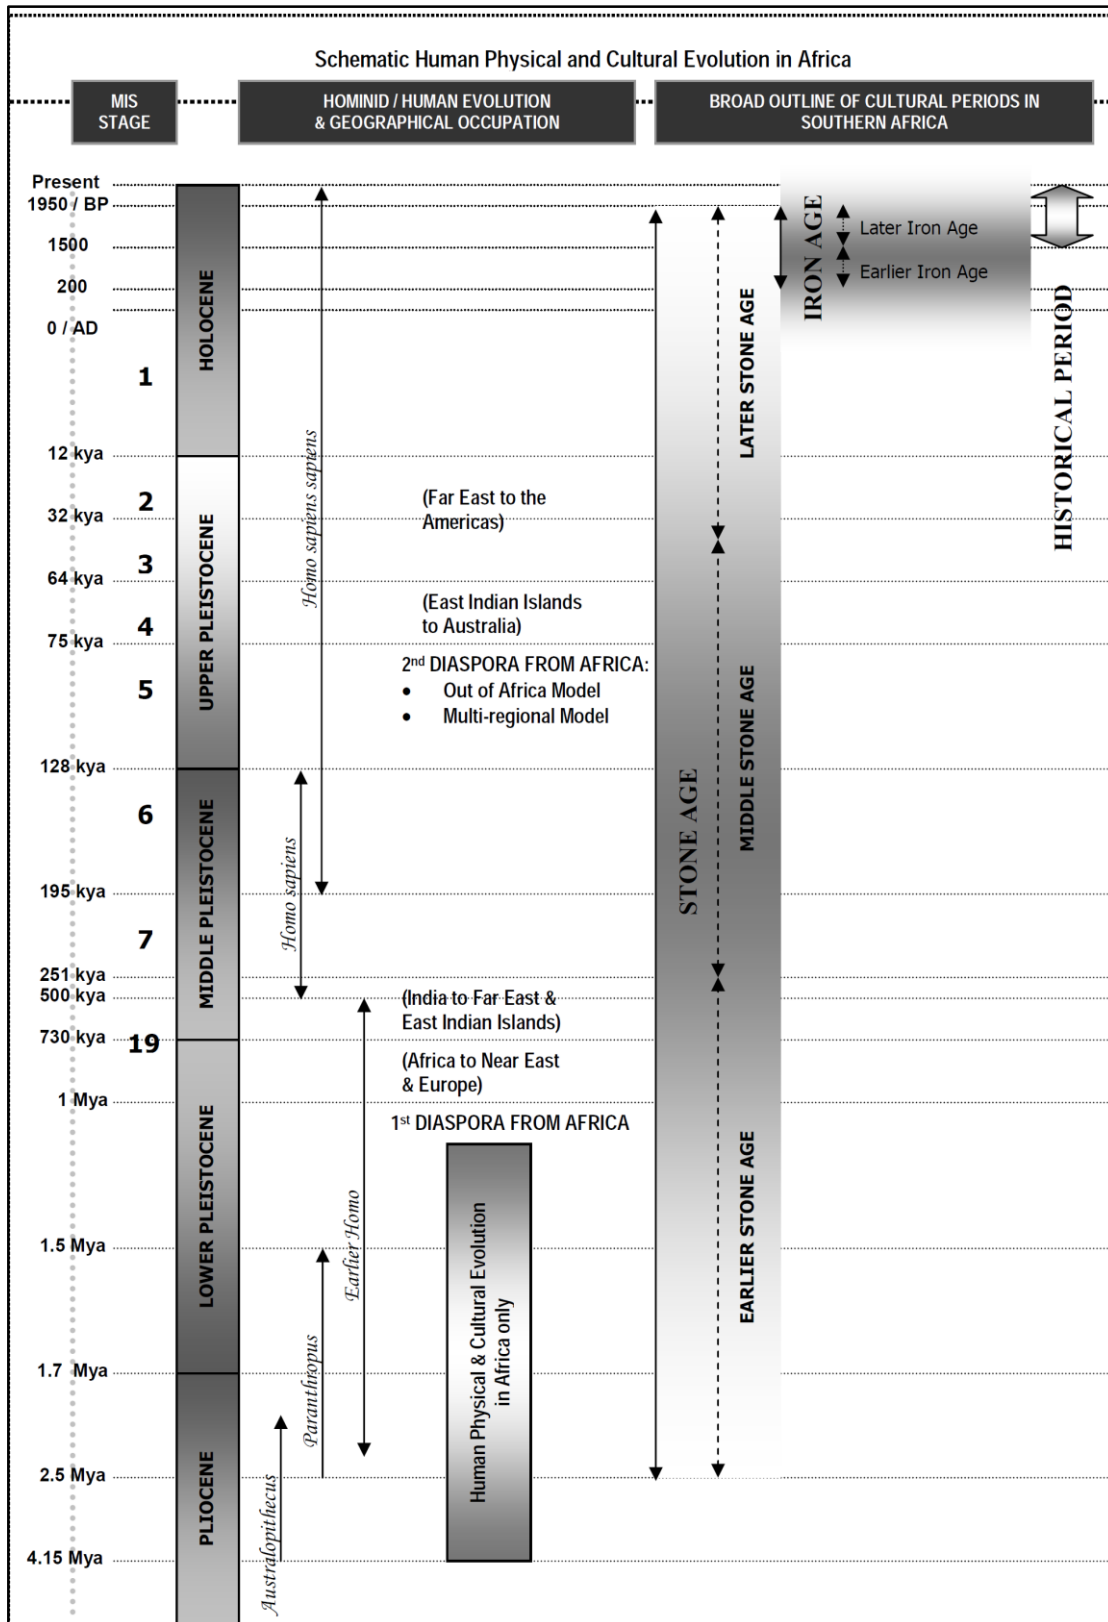 Schematic Human Physical and Cultural Evolution in Africa
MIS
STAGE
HOMINID / HUMAN EVOLUTION
& GEOGRAPHICAL OCCUPATION
BROAD OUTLINE OF CULTURAL PERIODS IN
SOUTHERN AFRICA
Present
1950 / BP
1500
200
0 / AD
12 kya
32 kya
64 kya
75 kya
128 kya
195 kya
251 kya
500 kya
730 kya
1 Mya
1.5 Mya
1.7 Mya
2.5 Mya
4.15 Mya
1
2
3
4
5
6
7
19
HOLOCENE
UPPER PLEISTOCENE
MIDDLE PLEISTOCENE
LOWER PLEISTOCENE
PLIOCENE
Homo sapiens sapiens
Homo sapiens
Earlier Homo
Paranthropus
Australopithecus
(Far East to the
Americas)
(East Indian Islands
to Australia)
2nd DIASPORA FROM AFRICA:
• Out of Africa Model
• Multi-regional Model
(India to Far East &
East Indian Islands)
(Africa to Near East
& Europe)
1st DIASPORA FROM AFRICA
Human Physical & Cultural Evolution
in Africa only
STONE AGE
LATER STONE AGE
MIDDLE STONE AGE
EARLIER STONE AGE
IRON AGE
Later Iron Age
Earlier Iron Age
HISTORICAL PERIOD